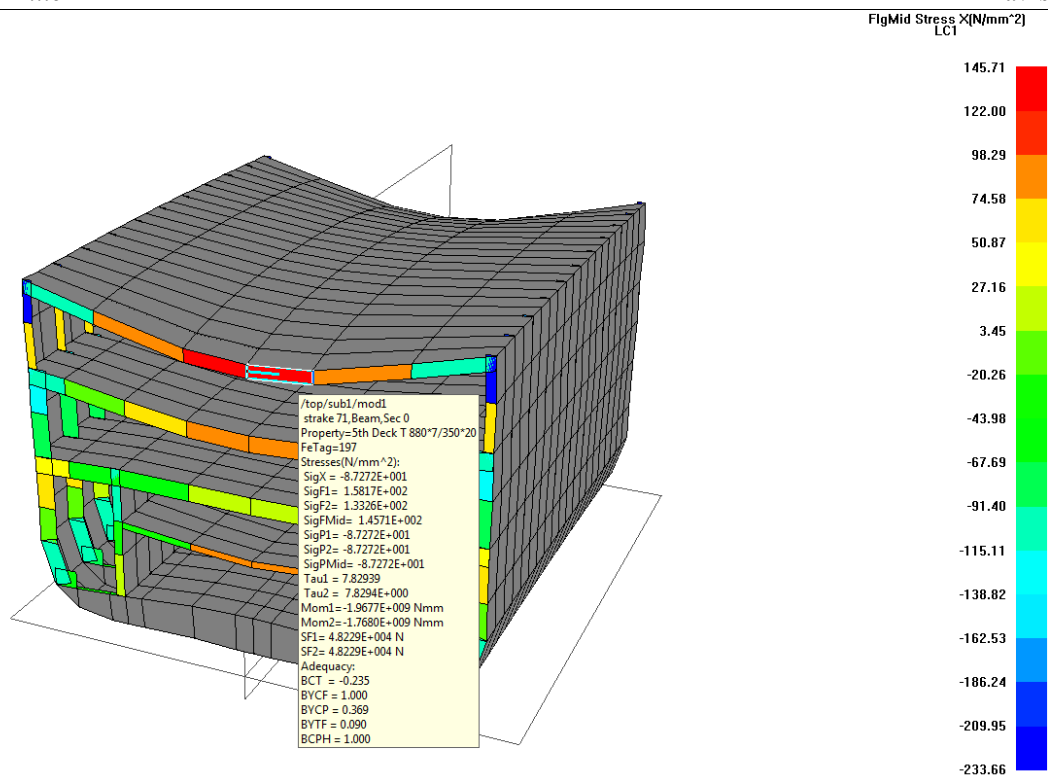 FlgMid Stress X[N/mm^2]
LC1
145.71
122.00
98.29
74.58
50.87
27.16
3.45
-20.26
-43.98
-67.69
-91.40
-115.11
-138.82
-162.53
-186.24
-209.95
-233.66
/top/sub1/mod1
strake 71,Beam,Sec 0
Property=5th Deck T 880*7/350*20
FeTag=197
Stresses(N/mm^2):
SigX = -8.7272E+001
SigF1= 1.5817E+002
SigF2= 1.3326E+002
SigFMid= 1.4571E+002
SigP1= -8.7272E+001
SigP2= -8.7272E+001
SigPMid= -8.7272E+001
Tau1 = 7.82939
Tau2 = 7.8294E+000
Mom1=-1.9677E+009 Nmm
Mom2=-1.7680E+009 Nmm
SF1= 4.8229E+004 N
SF2= 4.8229E+004 N
Adequacy:
BCT = -0.235
BYCF = 1.000
BYCP = 0.369
BYTF = 0.090
BCPH = 1.000